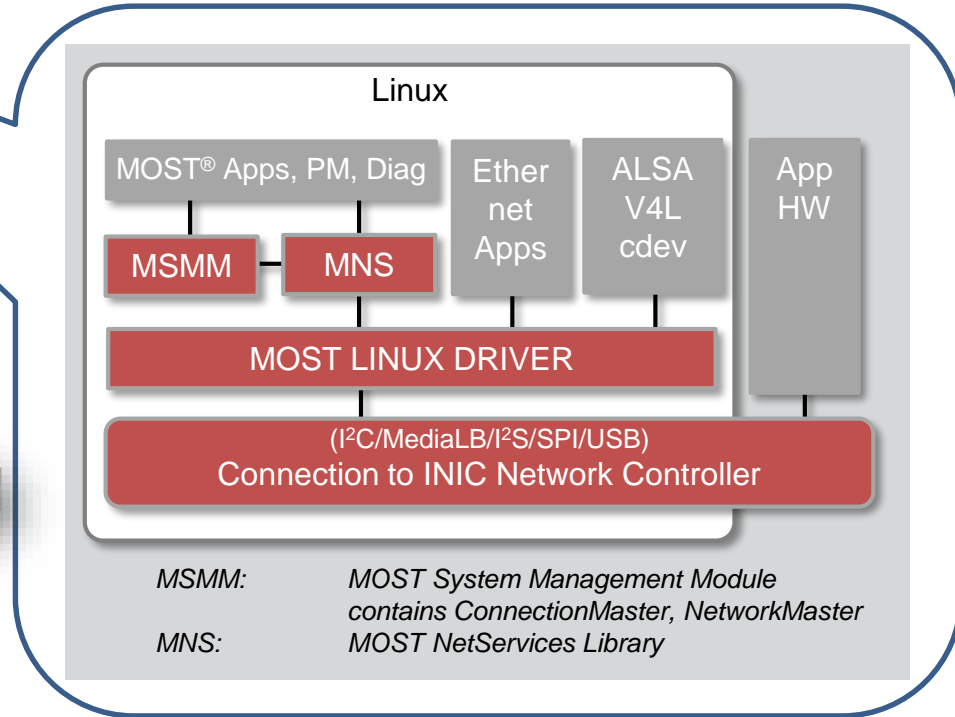 Linux
MOST® Apps, PM, Diag
Ether
net
Apps
ALSA
V4L
cdev
App
HW
MSMM
MNS
MOST LINUX DRIVER
(I²C/MediaLB/I²S/SPI/USB)
Connection to INIC Network Controller
MSMM: MOST System Management Module
contains ConnectionMaster, NetworkMaster
MNS: MOST NetServices Library